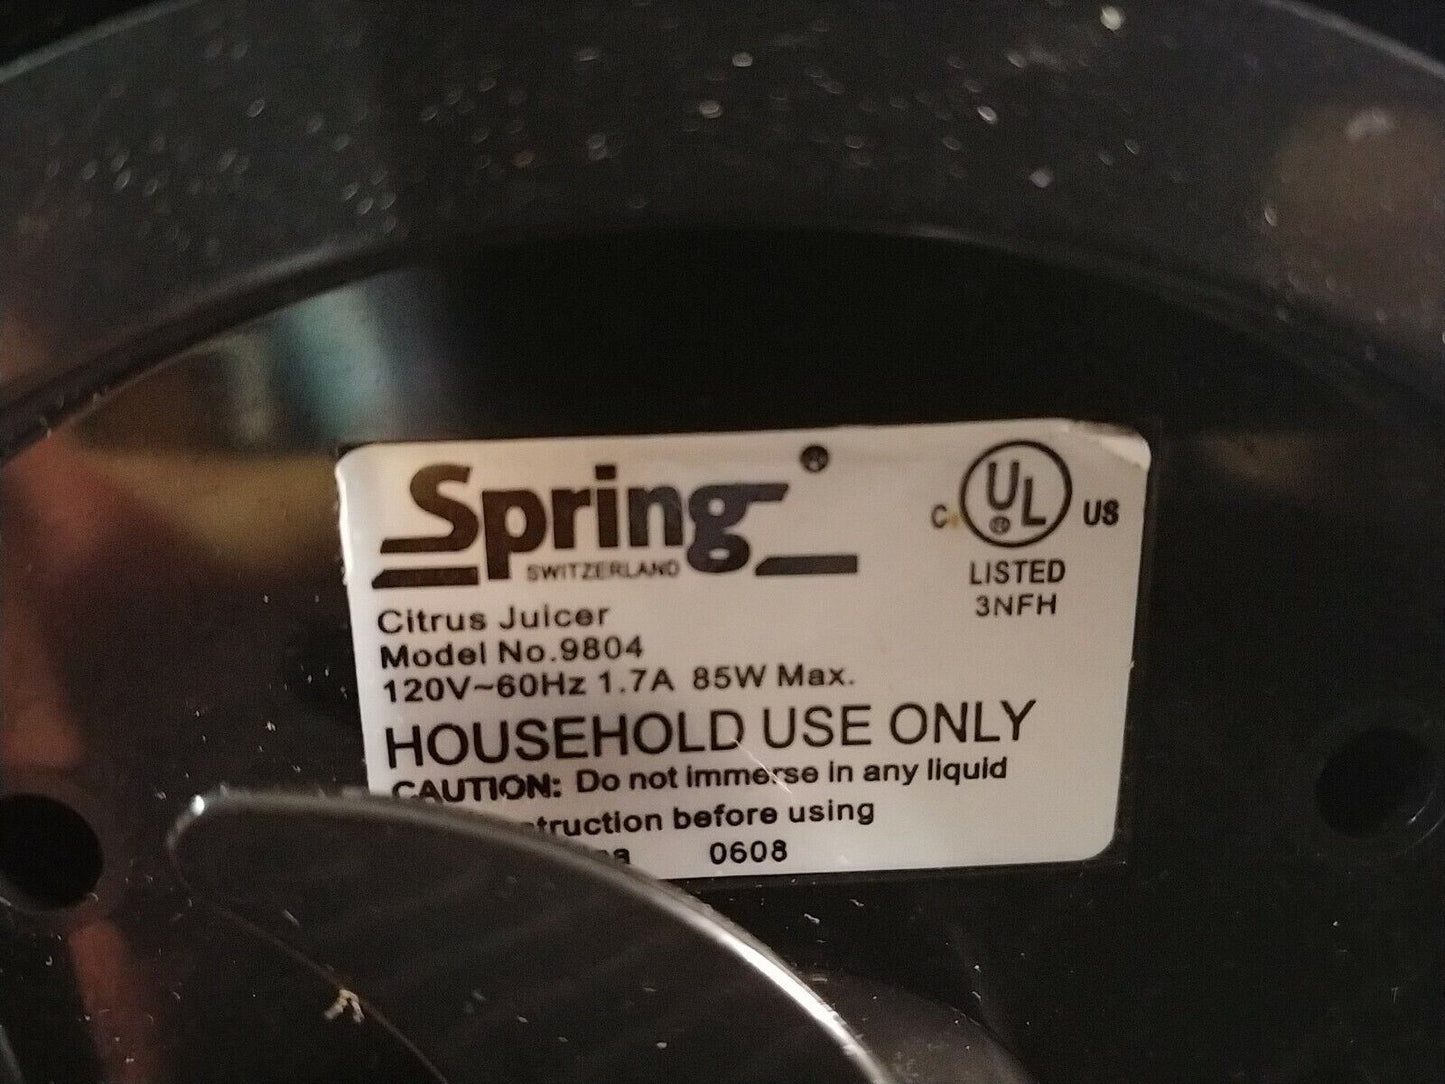 Spring®
SWITZERLAND
C UL® US
LISTED
3NFH
Citrus Juicer
Model No.9804
120V~60Hz 1.7A 85W Max.
HOUSEHOLD USE ONLY
CAUTION: Do not immerse in any liquid
before using
0608